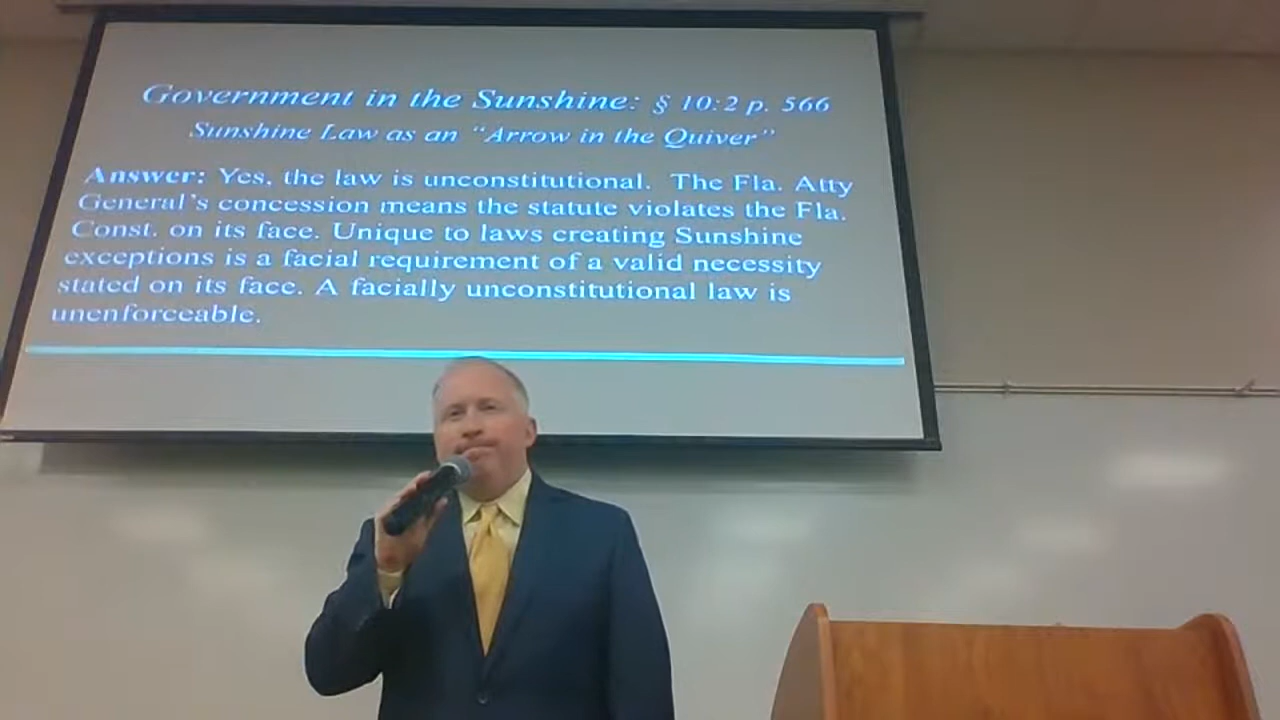 Government in the Sunshine: § 10:2 p. 566
Sunshine Law as an “Arrow in the Quiver”
Answer: Yes, the law is unconstitutional. The Fla. Atty
General’s concession means the statute violates the Fla.
Const. on its face. Unique to laws creating Sunshine
exceptions is a facial requirement of a valid necessity
stated on its face. A facially unconstitutional law is
unenforceable.